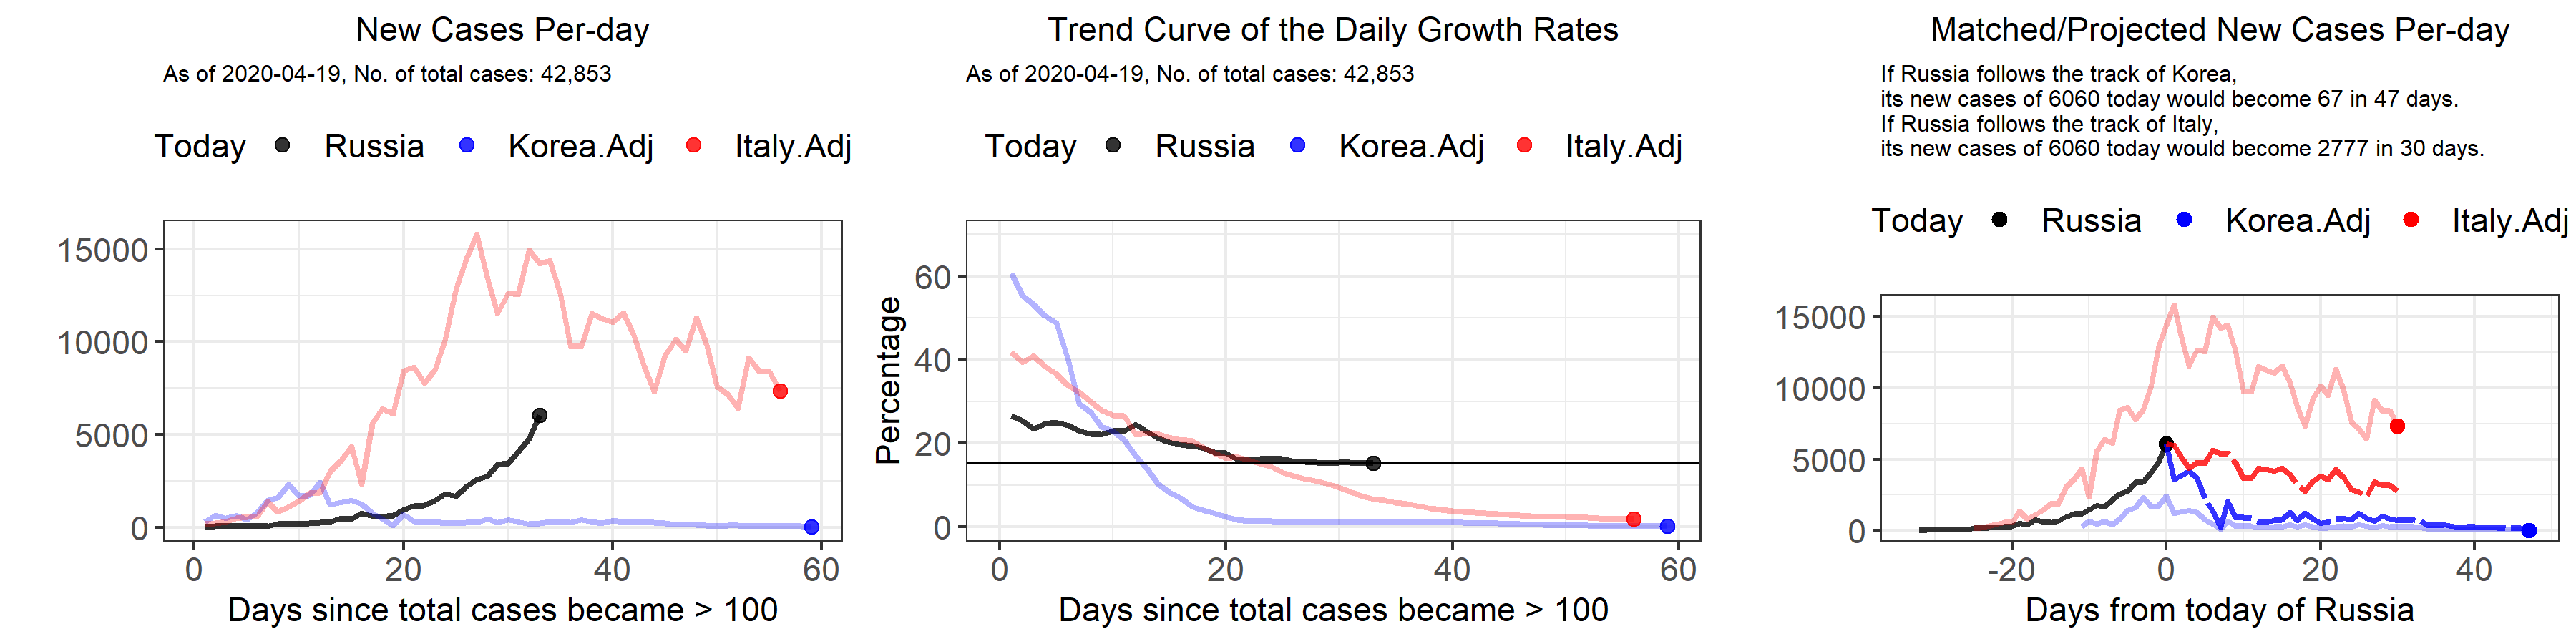 New Cases Per-day
As of 2020-04-19, No. of total cases: 42,853
Today Russia Korea.Adj Italy.Adj
15000
10000
5000
0
0 20 40 60
Days since total cases became > 100
Trend Curve of the Daily Growth Rates
As of 2020-04-19, No. of total cases: 42,853
Today Russia Korea.Adj Italy.Adj
Percentage
60
40
20
0
0 20 40 60
Days since total cases became > 100
Matched/Projected New Cases Per-day
If Russia follows the track of Korea,
its new cases of 6060 today would become 67 in 47 days.
If Russia follows the track of Italy,
its new cases of 6060 today would become 2777 in 30 days.
Today Russia Korea.Adj Italy.Adj
15000
10000
5000
0
-20 0 20 40
Days from today of Russia